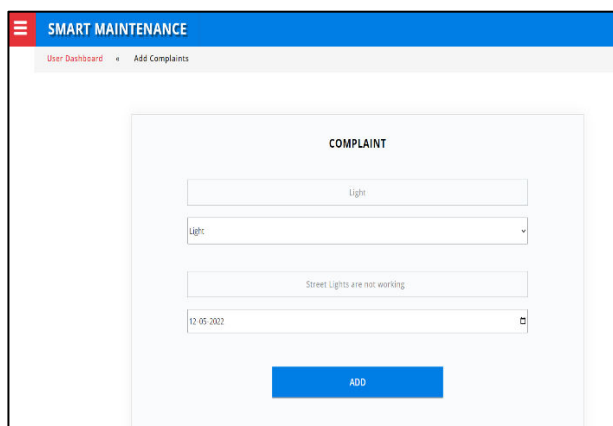 SMART MAINTENANCE
User Dashboard « Add Complaints
COMPLAINT
Light
Light
Street Lights are not working
12-05-2022
ADD